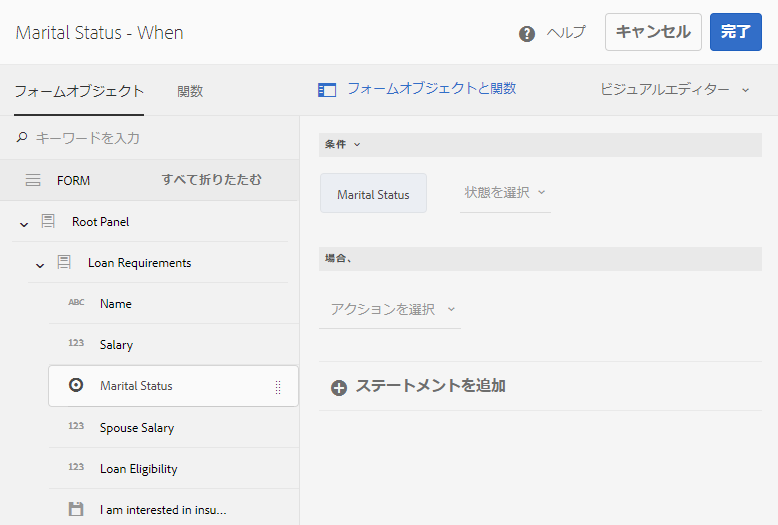 Marital Status - When
ヘルプ
キャンセル
完了
フォームオブジェクト
関数
フォームオブジェクトと関数
ビジュアルエディター
キーワードを入力
条件
FORM
すべて折りたたむ
Marital Status
状態を選択
Root Panel
場合、
Loan Requirements
ABC Name
アクションを選択
123 Salary
Marital Status
ステートメントを追加
123 Spouse Salary
123 Loan Eligibility
I am interested in insu...